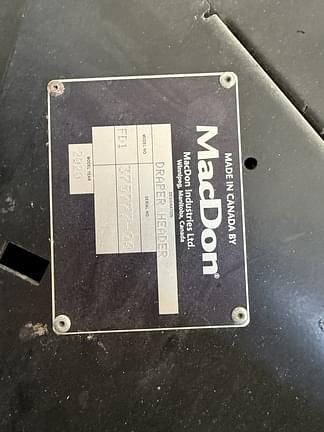 MADE IN CANADA BY
MacDon®
MacDon Industries Ltd.
Winnipeg, Manitoba, Canada
DESIGNATION
DRAPER HEADER
MODEL NO.
SERIAL NO.
FD1
MODEL YEAR
2020